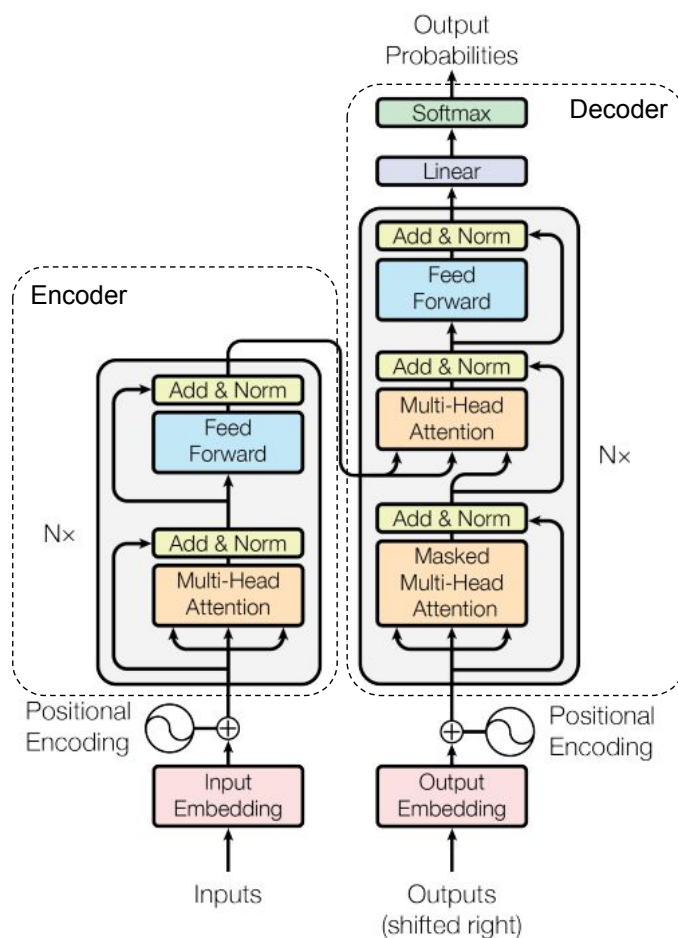 Output
Probabilities
Softmax
Decoder
Linear
Add & Norm
Feed
Forward
Add & Norm
Multi-Head
Attention
Nx
Add & Norm
Masked
Multi-Head
Attention
Encoder
Add & Norm
Feed
Forward
Nx
Add & Norm
Multi-Head
Attention
Positional
Encoding
Positional
Encoding
Input
Embedding
Output
Embedding
Inputs
Outputs
(shifted right)